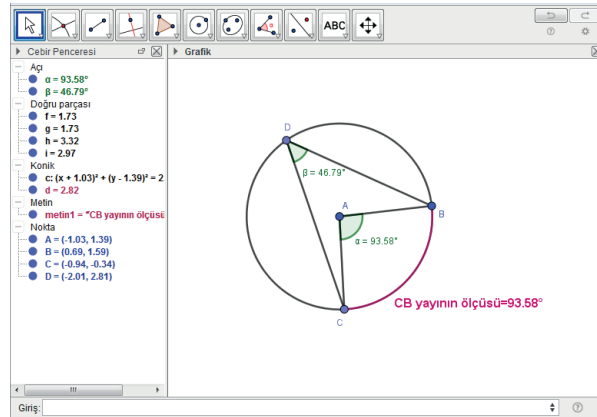 ABC
Cebir Penceresi
Grafik
Açı
α = 93.58°
β = 46.79°
Doğru parçası
f = 1.73
g = 1.73
h = 3.32
i = 2.97
Konik
c: (x + 1.03)² + (y - 1.39)² = 2
d = 2.82
Metin
metin1 = "CB yayının ölçüsü
Nokta
A = (-1.03, 1.39)
B = (0.69, 1.59)
C = (-0.94, -0.34)
D = (-2.01, 2.81)
D
β = 46.79°
A
B
α = 93.58°
CB yayının ölçüsü=93.58°
C
Giriş: